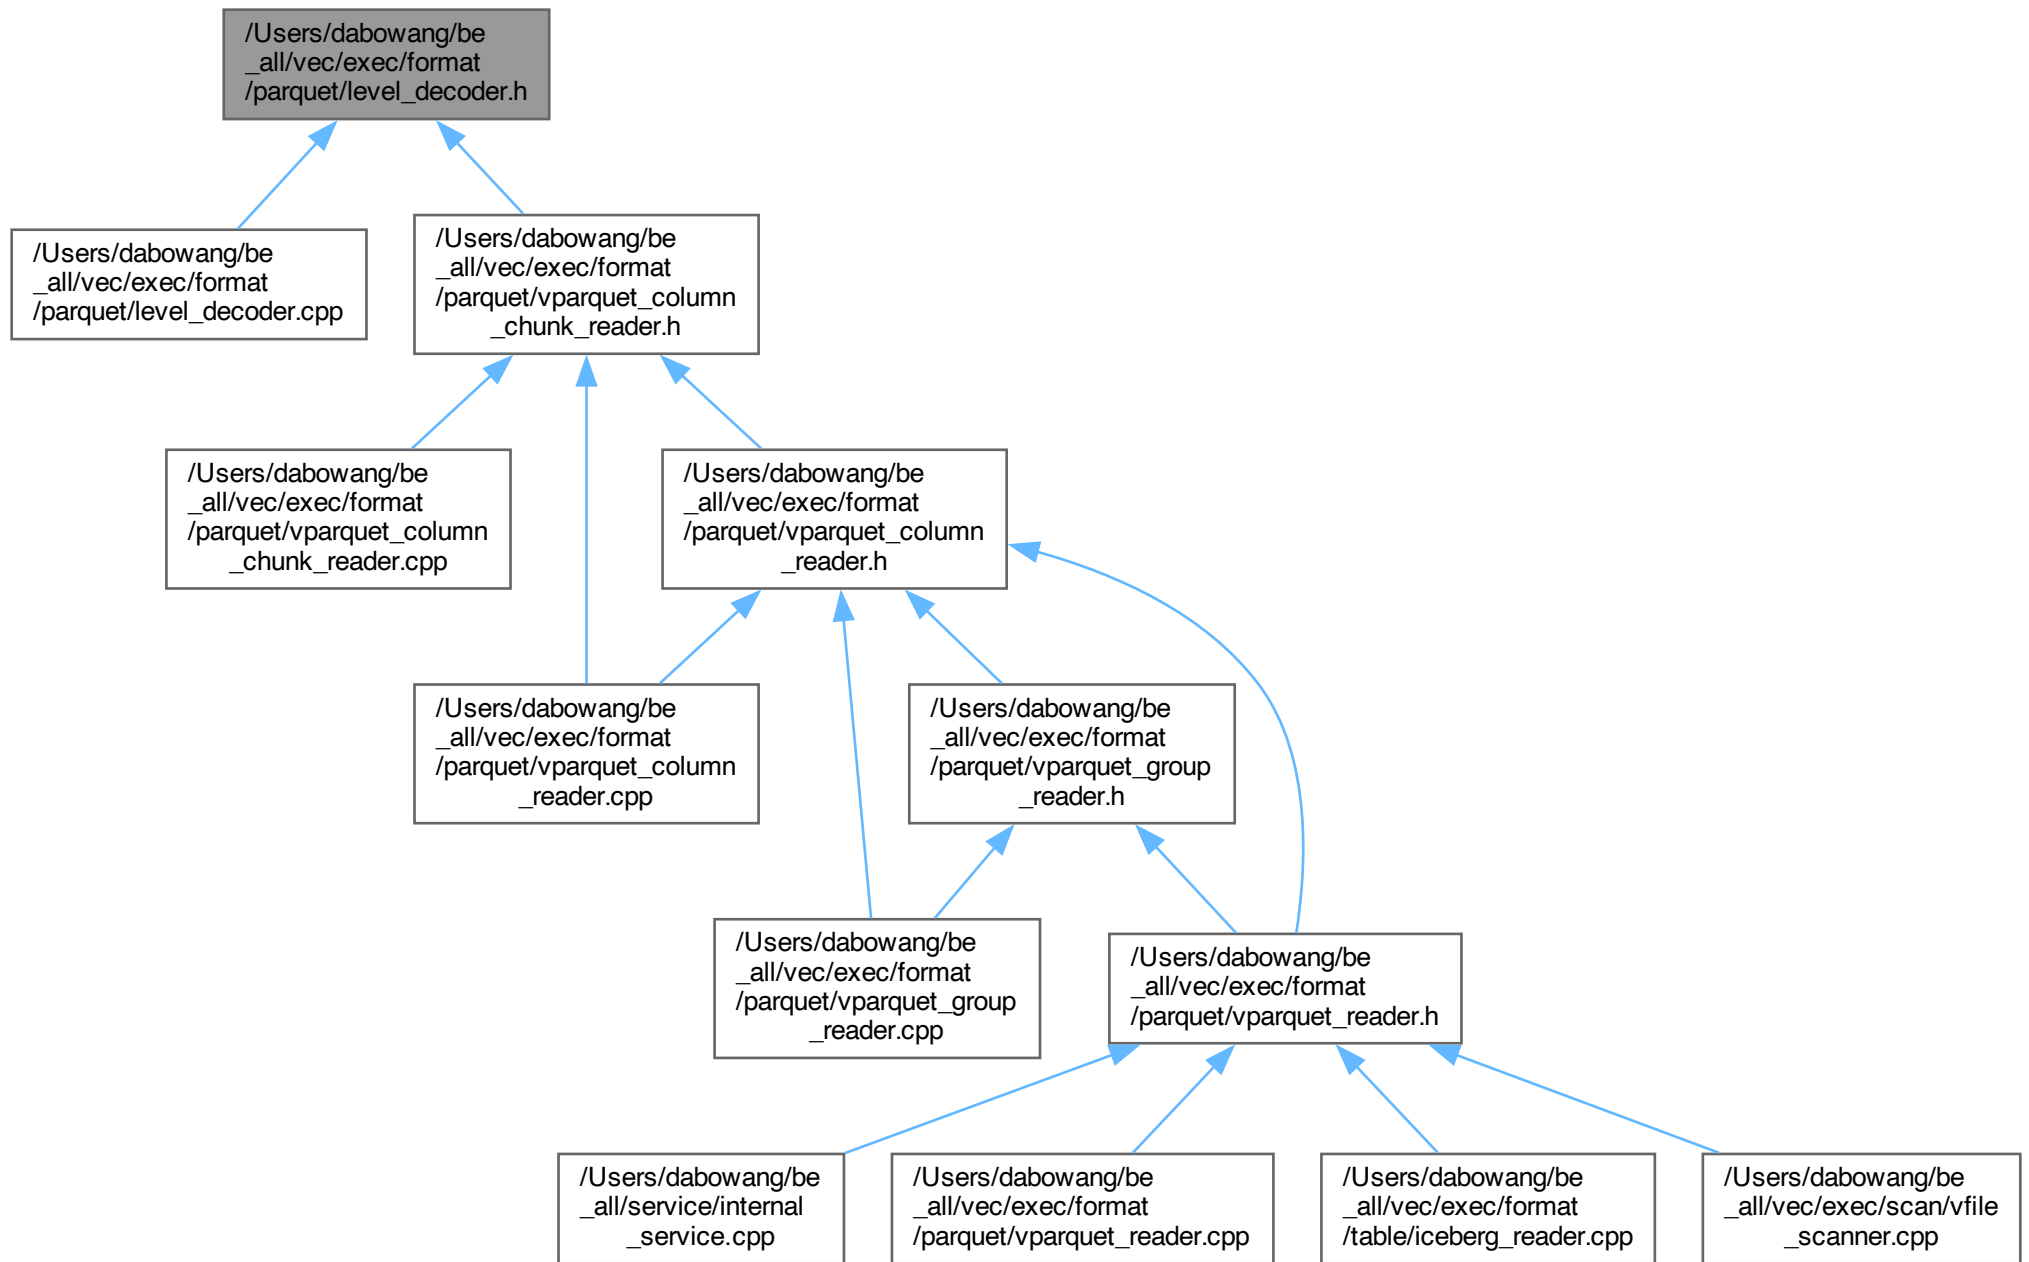 /Users/dabowang/be
_all/vec/exec/format
/parquet/level_decoder.h
/Users/dabowang/be
_all/vec/exec/format
/parquet/level_decoder.cpp
/Users/dabowang/be
_all/vec/exec/format
/parquet/vparquet_column
_chunk_reader.h
/Users/dabowang/be
_all/vec/exec/format
/parquet/vparquet_column
_chunk_reader.cpp
/Users/dabowang/be
_all/vec/exec/format
/parquet/vparquet_column
_reader.h
/Users/dabowang/be
_all/vec/exec/format
/parquet/vparquet_column
_reader.cpp
/Users/dabowang/be
_all/vec/exec/format
/parquet/vparquet_group
_reader.h
/Users/dabowang/be
_all/vec/exec/format
/parquet/vparquet_group
_reader.cpp
/Users/dabowang/be
_all/vec/exec/format
/parquet/vparquet_reader.h
/Users/dabowang/be
_all/service/internal
_service.cpp
/Users/dabowang/be
_all/vec/exec/format
/parquet/vparquet_reader.cpp
/Users/dabowang/be
_all/vec/exec/format
/table/iceberg_reader.cpp
/Users/dabowang/be
_all/vec/exec/scan/vfile
_scanner.cpp